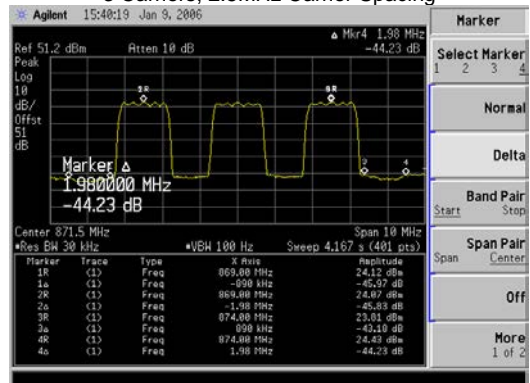 3 Carriers, 2.5MHz Carrier Spacing
Agilent 15:40:19 Jan 9, 2006
Marker
Δ Mkr4 1.98 MHz
Ref 51.2 dBm Atten 10 dB -44.23 dB
Peak
Log
10
dB/
Offst
51
dB
3R
Marker Δ
1.980000 MHz
-44.23 dB
Center 871.5 MHz Span 10 MHz
Res BW 30 kHz VBW 100 Hz Sweep 4.167 s (401 pts)
Marker Trace Type X Axis Amplitude
1R (1) Freq 869.00 MHz 24.12 dBm
1Δ (1) Freq -890 kHz -45.97 dB
2R (1) Freq 869.00 MHz 24.07 dBm
2Δ (1) Freq -1.98 MHz -45.83 dB
3R (1) Freq 874.00 MHz 23.81 dBm
3Δ (1) Freq 890 kHz -43.10 dB
4R (1) Freq 874.00 MHz 24.43 dBm
4Δ (1) Freq 1.98 MHz -44.23 dB
Select Marker
1 2 3 4
Normal
Delta
Band Pair
Start Stop
Span Pair
Span Center
Off
More
1 of 2